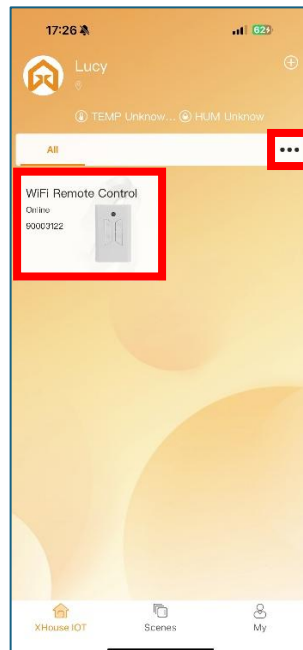 17:26
62
Lucy
TEMP Unknow... HUM Unknow
All
WiFi Remote Control
Online
90003122
XHouse IOT
Scenes
My